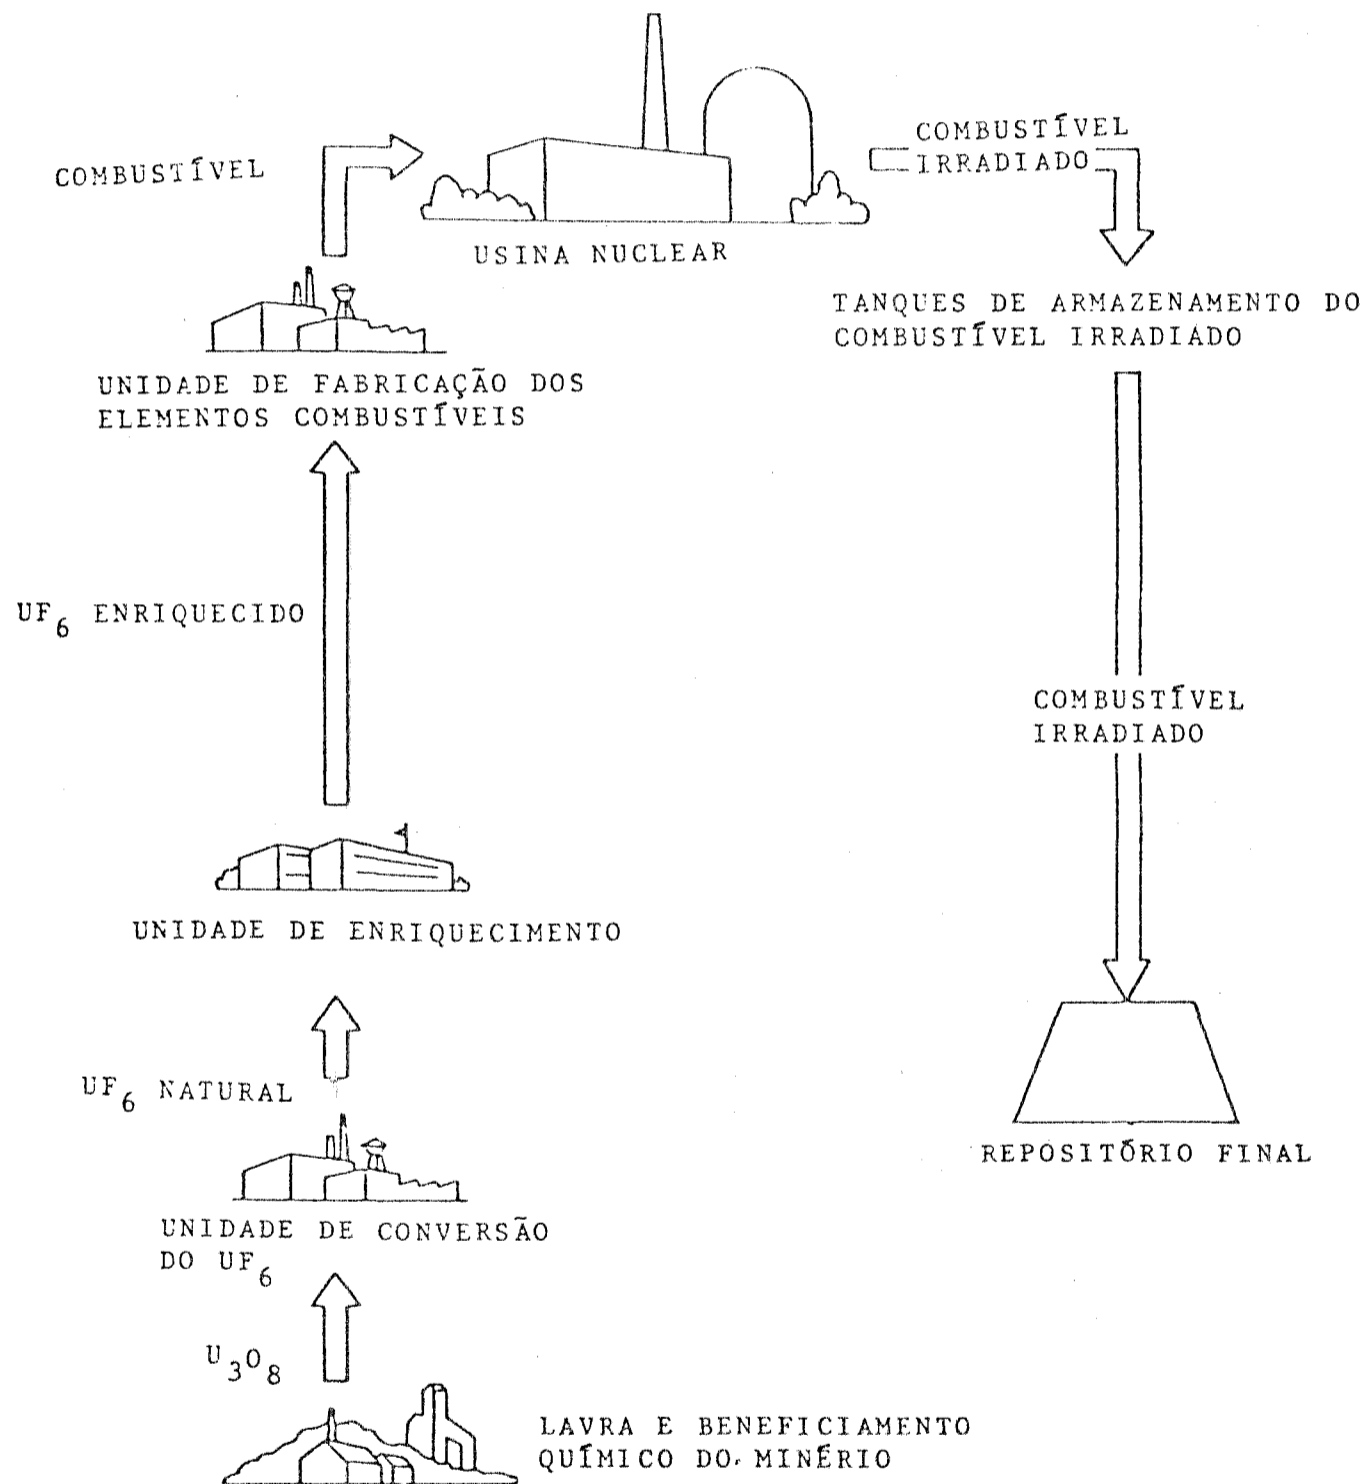 COMBUSTÍVEL
USINA NUCLEAR
COMBUSTÍVEL
IRRADIADO
TANQUES DE ARMAZENAMENTO DO
COMBUSTÍVEL IRRADIADO
UNIDADE DE FABRICAÇÃO DOS
ELEMENTOS COMBUSTÍVEIS
UF₆ ENRIQUECIDO
COMBUSTÍVEL
IRRADIADO
UNIDADE DE ENRIQUECIMENTO
UF₆ NATURAL
REPOSITÓRIO FINAL
UNIDADE DE CONVERSÃO
DO UF₆
U₃O₈
LAVRA E BENEFICIAMENTO
QUÍMICO DO MINÉRIO